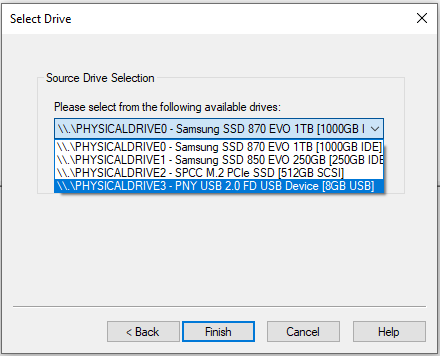 Select Drive
Source Drive Selection
Please select from the following available drives:
\\.\PHYSICALDRIVE0 - Samsung SSD 870 EVO 1TB [1000GB I
\\.\PHYSICALDRIVE0 - Samsung SSD 870 EVO 1TB [1000GB IDE]
\\.\PHYSICALDRIVE1 - Samsung SSD 850 EVO 250GB [250GB IDE
\\.\PHYSICALDRIVE2 - SPCC M.2 PCIe SSD [512GB SCSI]
\\.\PHYSICALDRIVE3 - PNY USB 2.0 FD USB Device [8GB USB]
< Back Finish Cancel Help